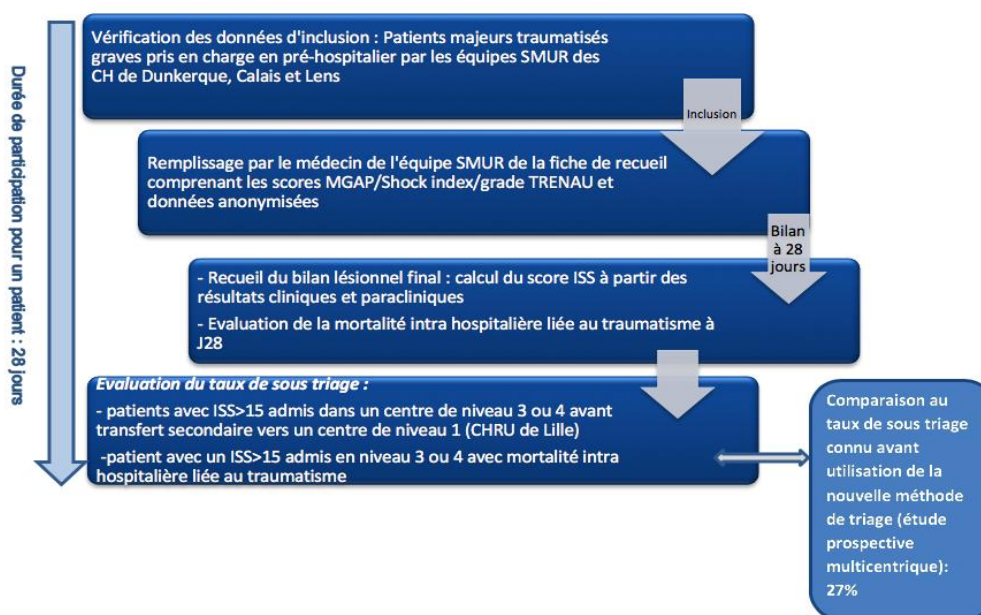 Durée de participation pour un patient : 28 jours
Vérification des données d'inclusion : Patients majeurs traumatisés
graves pris en charge en pré-hospitalier par les équipes SMUR des
CH de Dunkerque, Calais et Lens
Inclusion
Remplissage par le médecin de l'équipe SMUR de la fiche de recueil
comprenant les scores MGAP/Shock index/grade TRENAU et
données anonymisées
Bilan
à 28
jours
- Recueil du bilan lésionnel final : calcul du score ISS à partir des
résultats cliniques et paracliniques
- Evaluation de la mortalité intra hospitalière liée au traumatisme à
J28
Evaluation du taux de sous triage :
- patients avec ISS>15 admis dans un centre de niveau 3 ou 4 avant
transfert secondaire vers un centre de niveau 1 (CHRU de Lille)
-patient avec un ISS>15 admis en niveau 3 ou 4 avec mortalité intra
hospitalière liée au traumatisme
Comparaison au
taux de sous triage
connu avant
utilisation de la
nouvelle méthode
de triage (étude
prospective
multicentrique):
27%